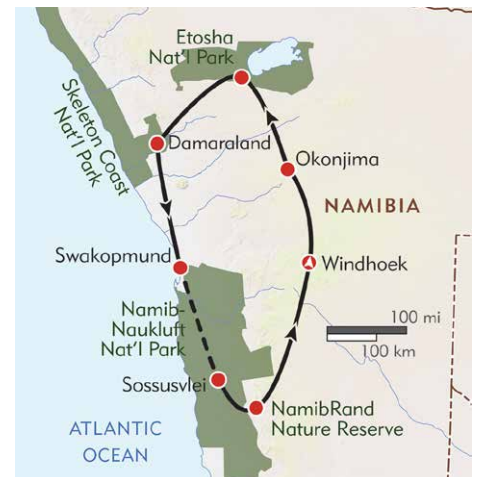 Etosha
Nat'l Park
Skeleton Coast
Nat'l Park
Damaraland
Okonjima
NAMIBIA
Swakopmund
Windhoek
Namib-
Naukluft
Nat'l Park
100 mi
100 km
Sossusvlei
NamibRand
Nature Reserve
ATLANTIC
OCEAN